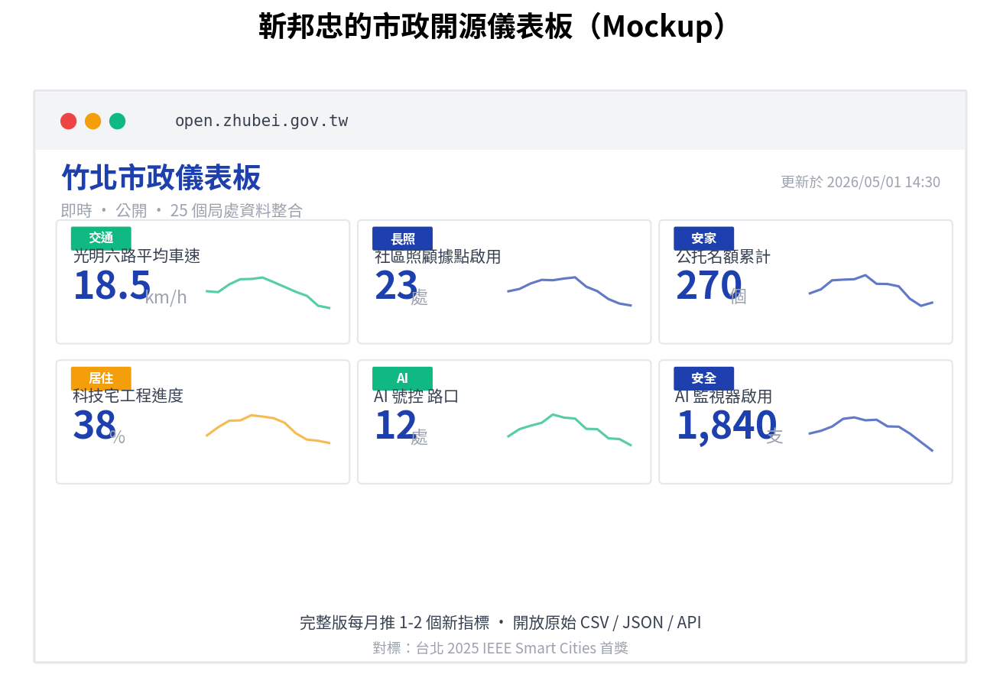 靳邦忠的市政開源儀表板（Mockup）
open.zhubei.gov.tw
竹北市政儀表板
更新於 2026/05/01 14:30
即時 · 公開 · 25 個局處資料整合
交通
光明六路平均車速
18.5 km/h
長照
社區照顧據點啟用
23 處
安家
公托名額累計
270 個
居住
科技宅工程進度
38 %
AI
AI 號控 路口
12 處
安全
AI 監視器啟用
1,840 支
完整版每月推 1-2 個新指標 · 開放原始 CSV / JSON / API
對標：台北 2025 IEEE Smart Cities 首獎